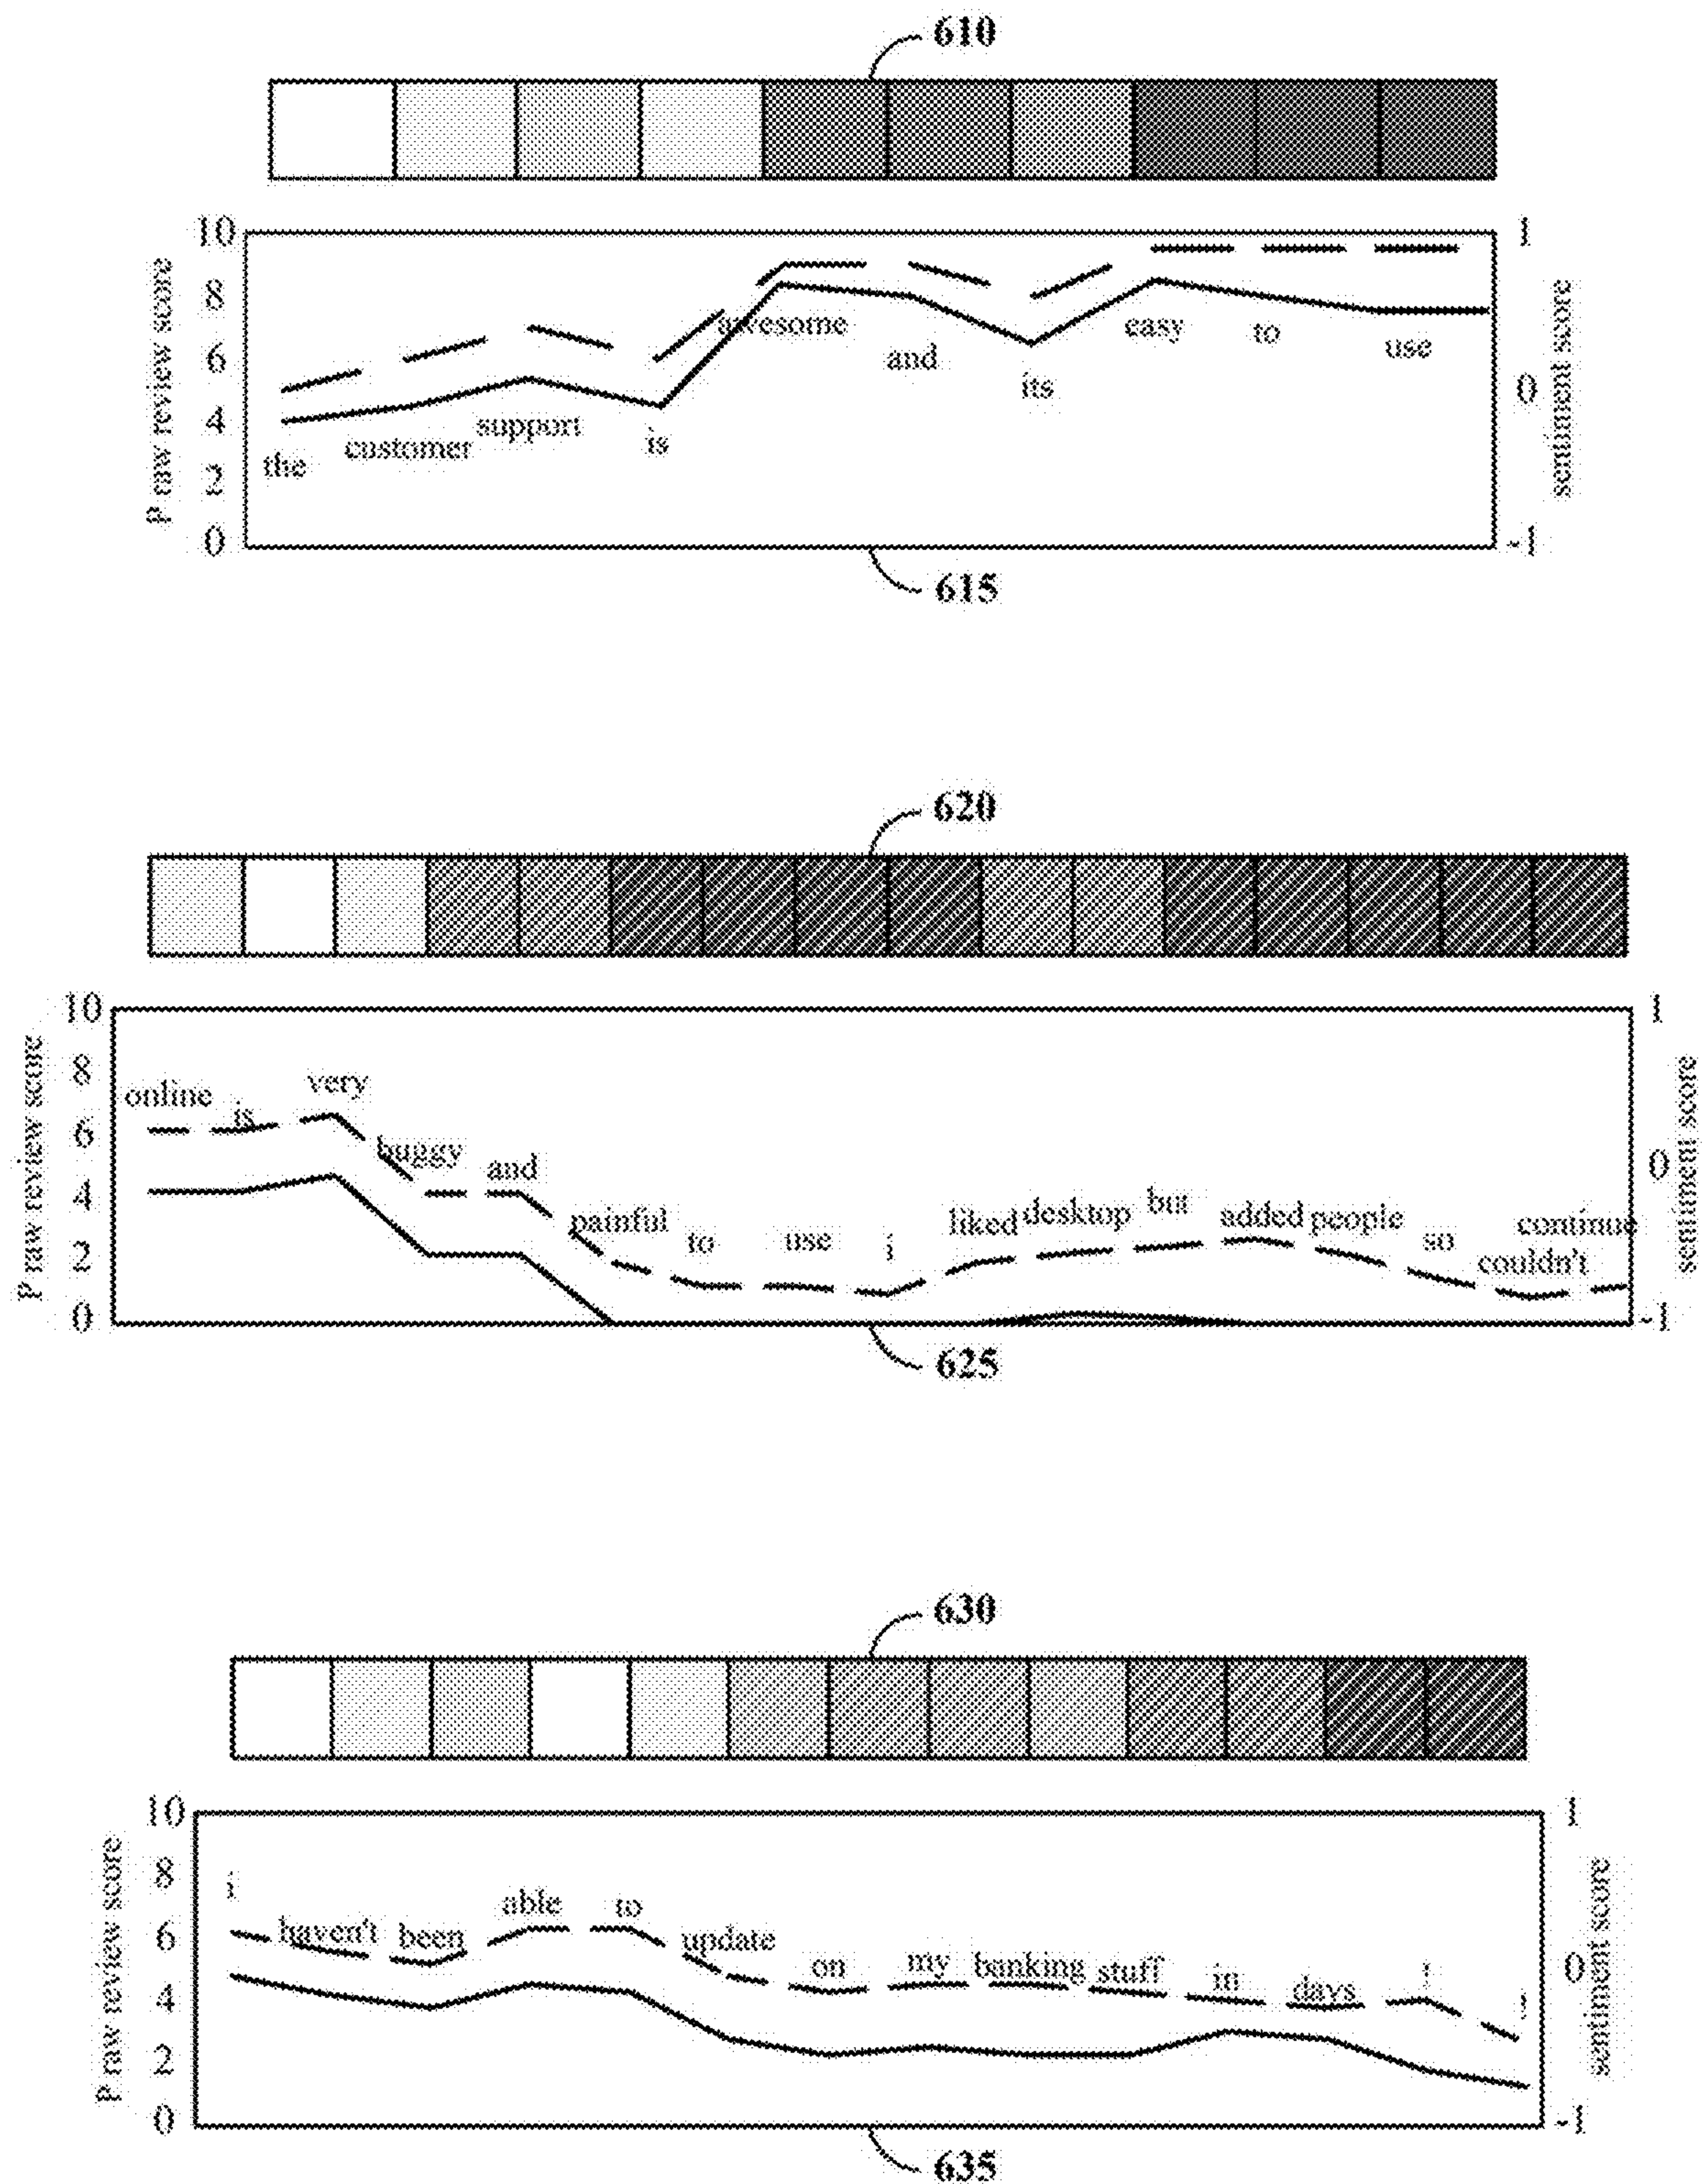 610
10
8
6
4
2
0
P raw review score
the
customer
support
is
awesome
and
its
easy
to
use
1
0
-1
sentiment score
615
620
10
8
6
4
2
0
P raw review score
online
is
very
buggy
and
painful
to
use
i
liked
desktop
but
added
people
so
couldn't
continue
1
0
-1
sentiment score
625
630
10
8
6
4
2
0
P raw review score
i
haven't
been
able
to
update
on
my
banking
stuff
in
days
!
!
1
0
-1
sentiment score
635